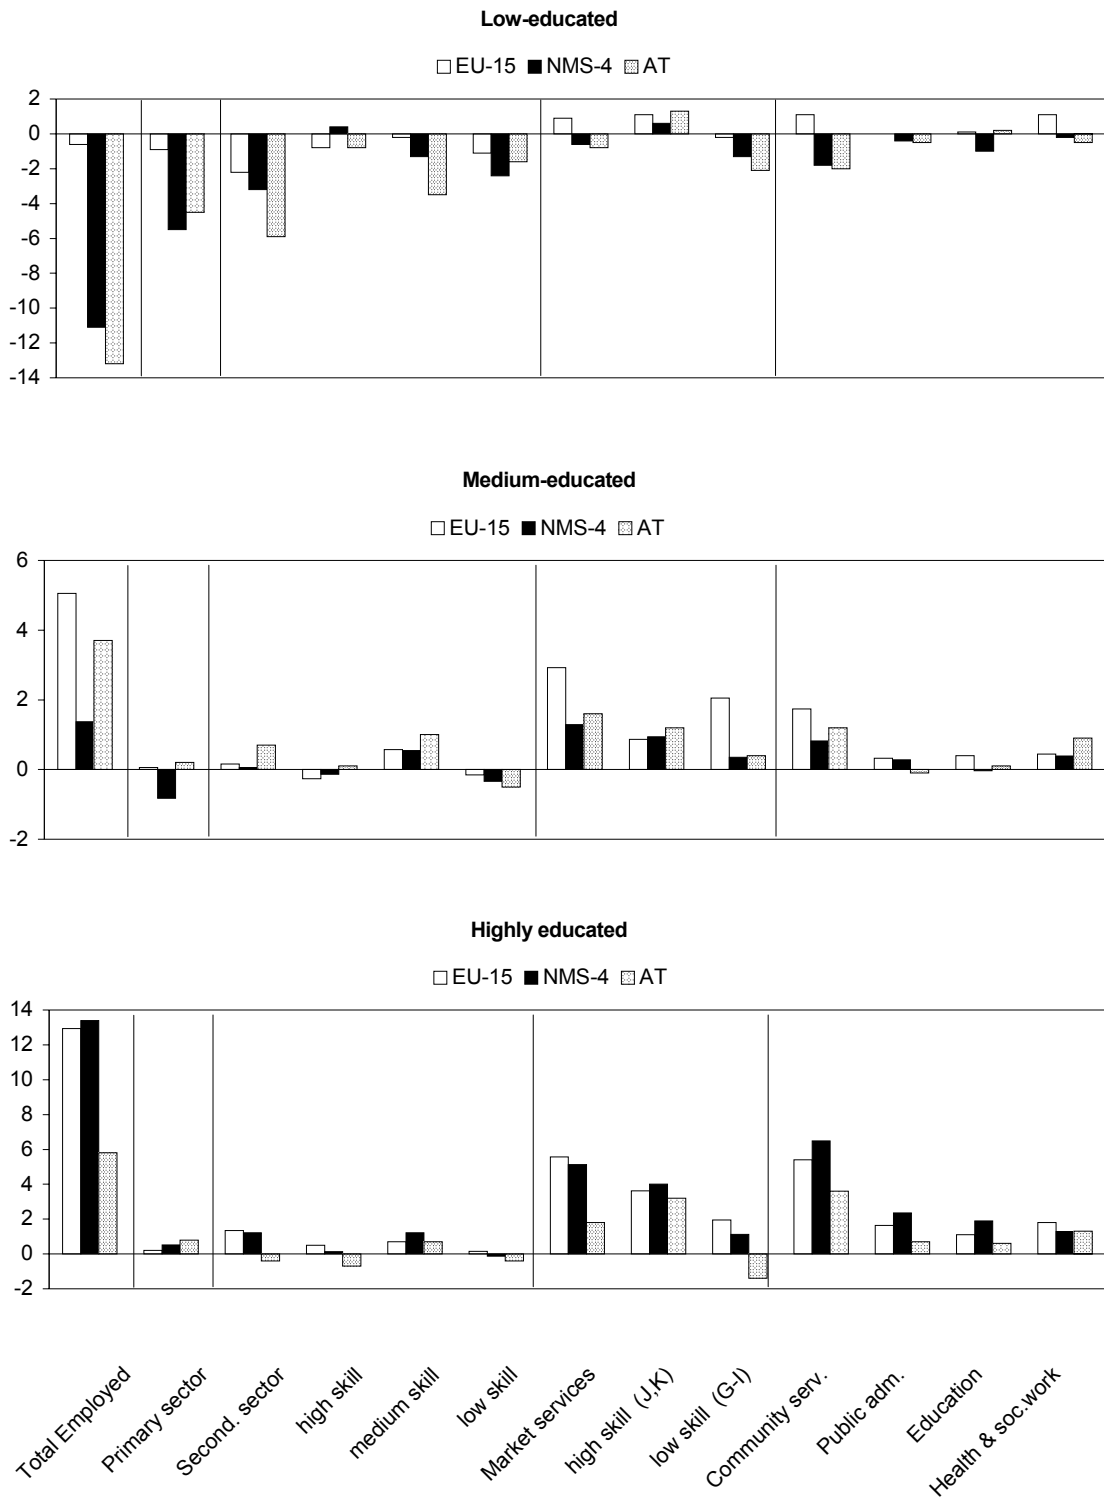 Low-educated
EU-15 NMS-4 AT
2
0
-2
-4
-6
-8
-10
-12
-14
Medium-educated
EU-15 NMS-4 AT
6
4
2
0
-2
Highly educated
EU-15 NMS-4 AT
14
12
10
8
6
4
2
0
-2
Total Employed
Primary sector
Second. sector
high skill
medium skill
low skill
Market services
high skill (J,K)
low skill (G-I)
Community serv.
Public adm.
Education
Health & soc.work